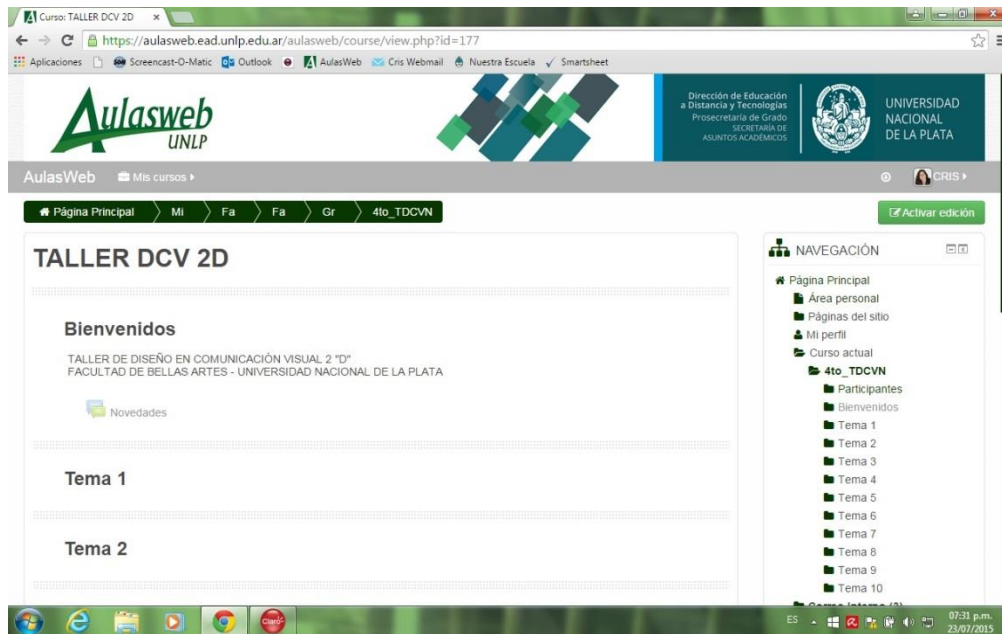 Curso: TALLER DCV 2D
https://aulasweb.ead.unlp.edu.ar/aulasweb/course/view.php?id=177
Aplicaciones Screencast-O-Matic Outlook AulasWeb Cris Webmail Nuestra Escuela Smartsheet
Aulasweb
UNLP
Dirección de Educación
a Distancia y Tecnologías
Prosecretaría de Grado
SECRETARÍA DE
ASUNTOS ACADÉMICOS
UNIVERSIDAD
NACIONAL
DE LA PLATA
AulasWeb Mis cursos CRIS
Página Principal Mi Fa Fa Gr 4to_TDCVN
Activar edición
TALLER DCV 2D
Bienvenidos
TALLER DE DISEÑO EN COMUNICACIÓN VISUAL 2 "D"
FACULTAD DE BELLAS ARTES - UNIVERSIDAD NACIONAL DE LA PLATA
Novedades
Tema 1
Tema 2
NAVEGACIÓN
Página Principal
Área personal
Páginas del sitio
Mi perfil
Curso actual
4to_TDCVN
Participantes
Bienvenidos
Tema 1
Tema 2
Tema 3
Tema 4
Tema 5
Tema 6
Tema 7
Tema 8
Tema 9
Tema 10
Claro
ES
07:31 p.m.
23/07/2015